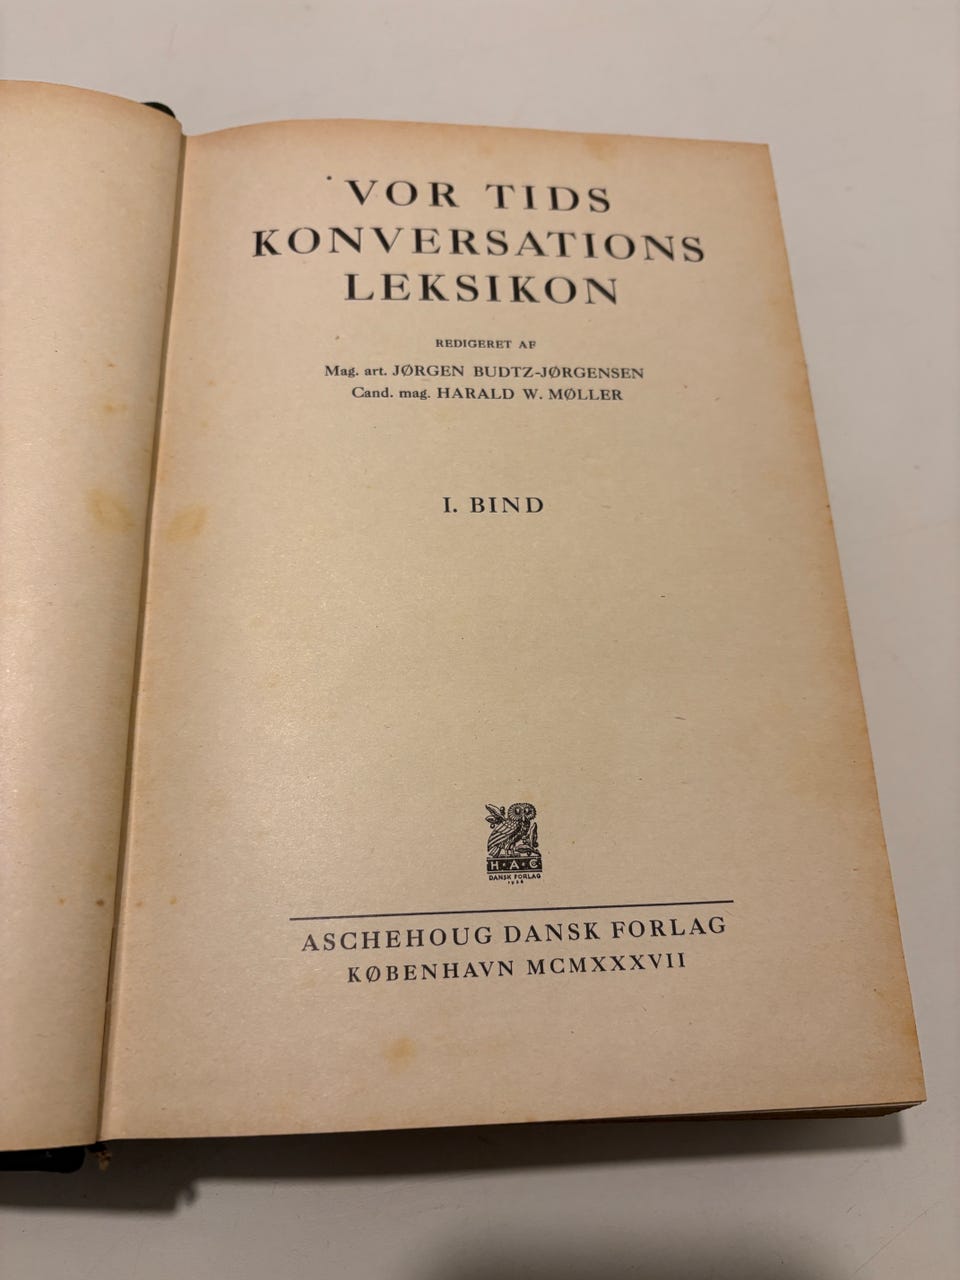 VOR TIDS
KONVERSATIONS
LEKSIKON
REDIGERET AF
Mag. art. JØRGEN BUDTZ-JØRGENSEN
Cand. mag. HARALD W. MØLLER
I. BIND
H·A·C
DANSK FORLAG
ASCHEHOUG DANSK FORLAG
KØBENHAVN MCMXXXVII